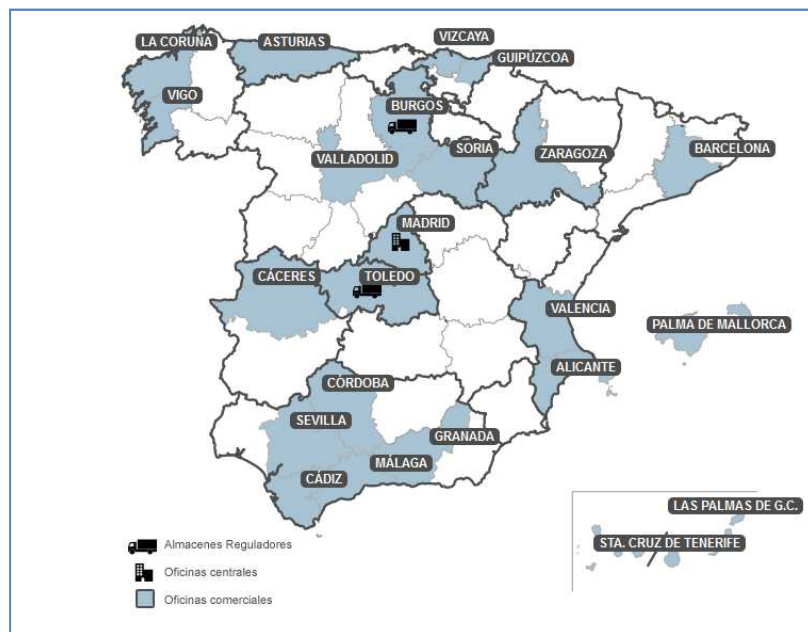 LA CORUÑA
ASTURIAS
VIZCAYA
GUIPÚZCOA
VIGO
BURGOS
VALLADOLID
SORIA
ZARAGOZA
BARCELONA
MADRID
CÁCERES
TOLEDO
VALENCIA
PALMA DE MALLORCA
ALICANTE
CÓRDOBA
SEVILLA
GRANADA
MÁLAGA
CÁDIZ
LAS PALMAS DE G.C.
STA. CRUZ DE TENERIFE
Almacenes Reguladores
Oficinas centrales
Oficinas comerciales